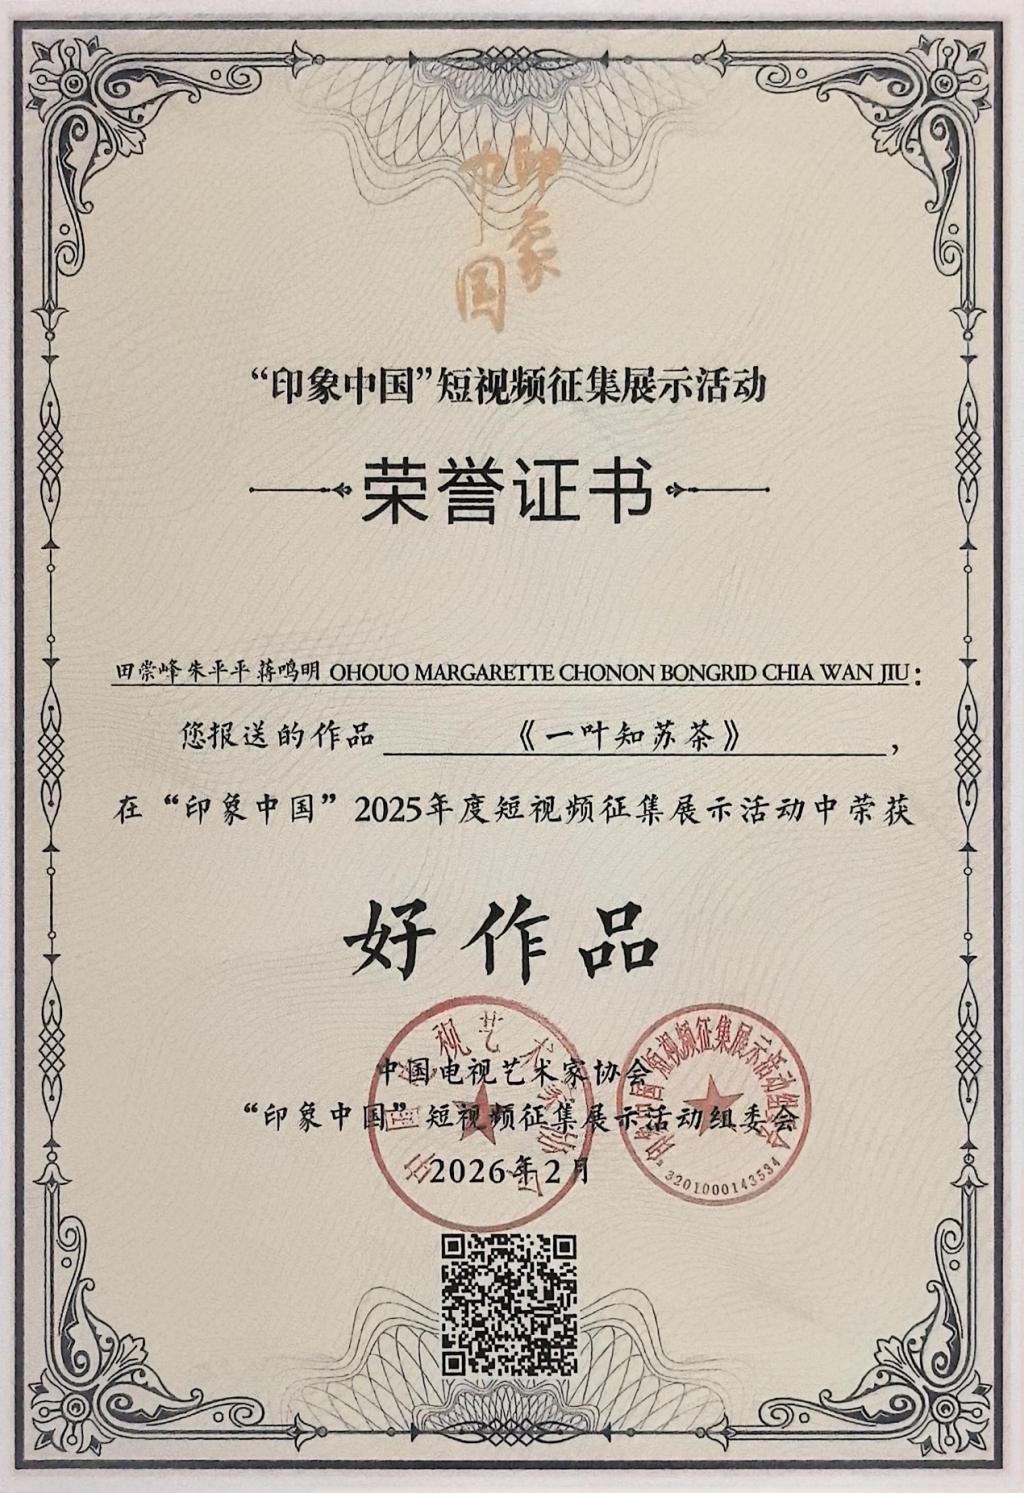 印象
中国
“印象中国”短视频征集展示活动
荣誉证书
田崇峰 朱平平 蒋鸣明 OHOUO MARGARETTE CHONON BONGRID CHIA WAN JIU：
您报送的作品 《一叶知苏茶》，
在“印象中国”2025年度短视频征集展示活动中荣获
好作品
中国电视艺术家协会
“印象中国”短视频征集展示活动组委会
2026年2月
3201000143534